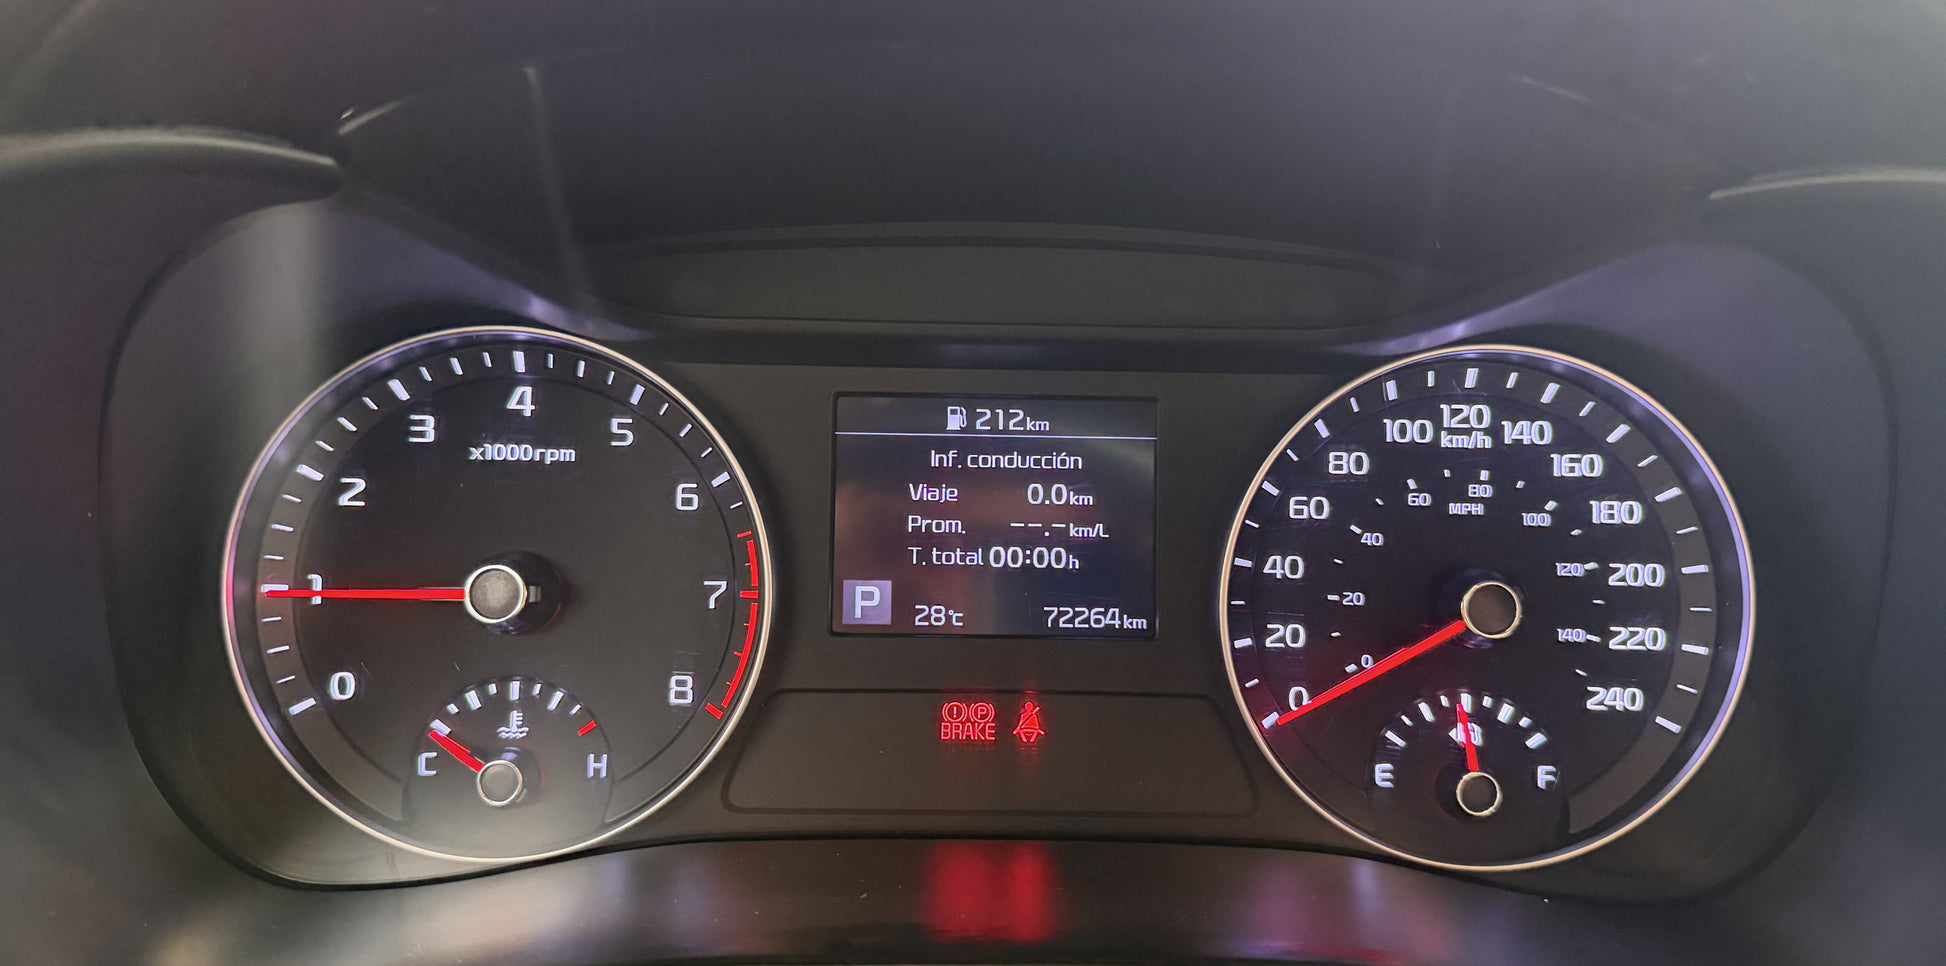 0
1
2
3
4
5
6
7
8
x1000rpm
C
H
212km
Inf. conducción
Viaje 0.0km
Prom. --.-km/L
T. total 00:00h
P 28°C 72264km
BRAKE
0
20
40
60
80
100
120
140
160
180
200
220
240
km/h
0
20
40
60
80
100
120
140
MPH
E
F